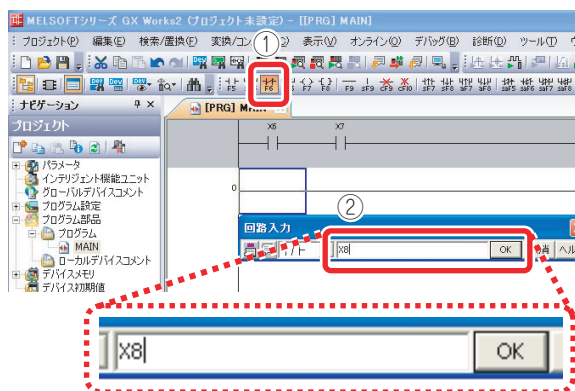 MELSOFTシリーズ GX Works2 (プロジェクト未設定) - [[PRG] MAIN]
プロジェクト(P) 編集(E) 検索/置換(F) 変換/コン 表示(V) オンライン(O) デバッグ(B) 診断(D) ツール(T)
①
F5 F6 F7 F8 F9 sF9 cF9 cF10 sF7 sF8 aF7 aF8 saF5 saF6 saF7 saF8
ナビゲーション
[PRG] MAIN
プロジェクト
X6 X7
パラメータ
インテリジェント機能ユニット
グローバルデバイスコメント
プログラム設定
プログラム部品
プログラム
MAIN
ローカルデバイスコメント
デバイスメモリ
デバイス初期値
0
②
回路入力
X8 OK 消 ヘル
X8 OK